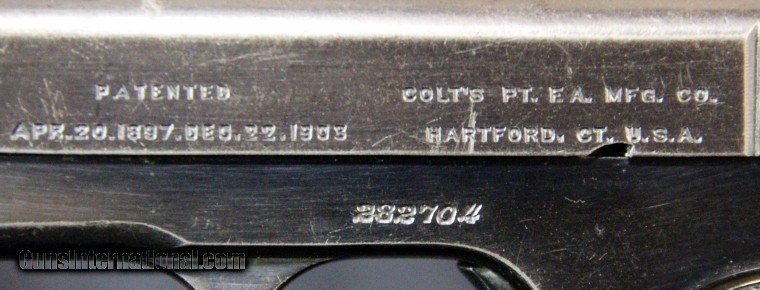 PATENTED
APR.20.1897.DEC.22.1903
COLT'S PT. F.A. MFG. CO.
HARTFORD. CT. U.S.A.
282704
GunsInternational.com